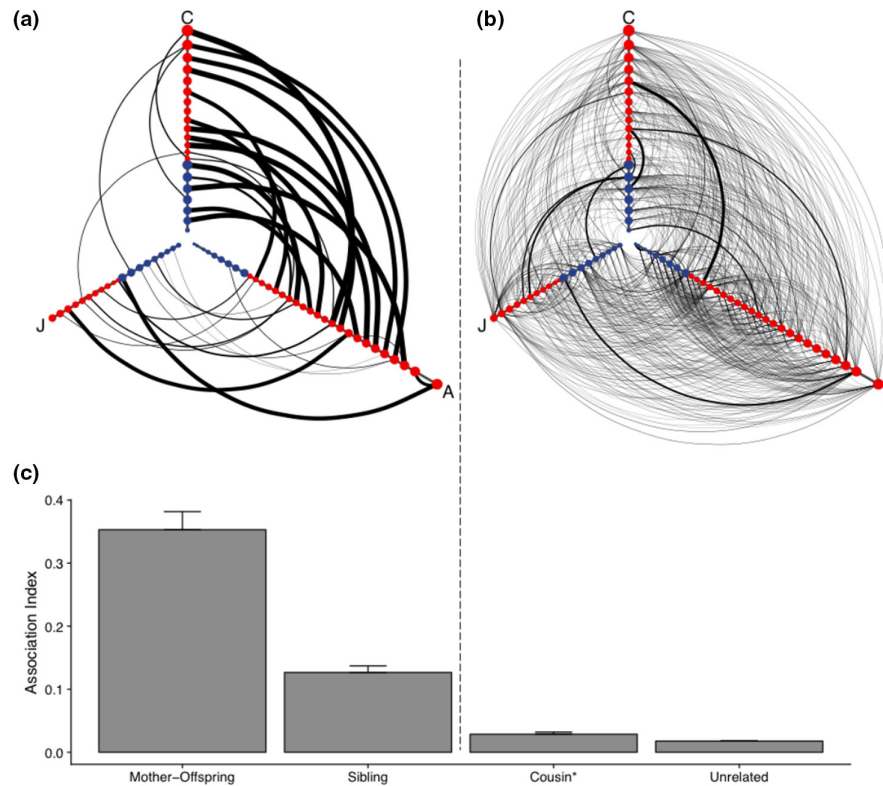 (a)
C
J
A
(b)
C
J
(c)
Association Index
0.4
0.3
0.2
0.1
0.0
Mother–Offspring
Sibling
Cousin*
Unrelated